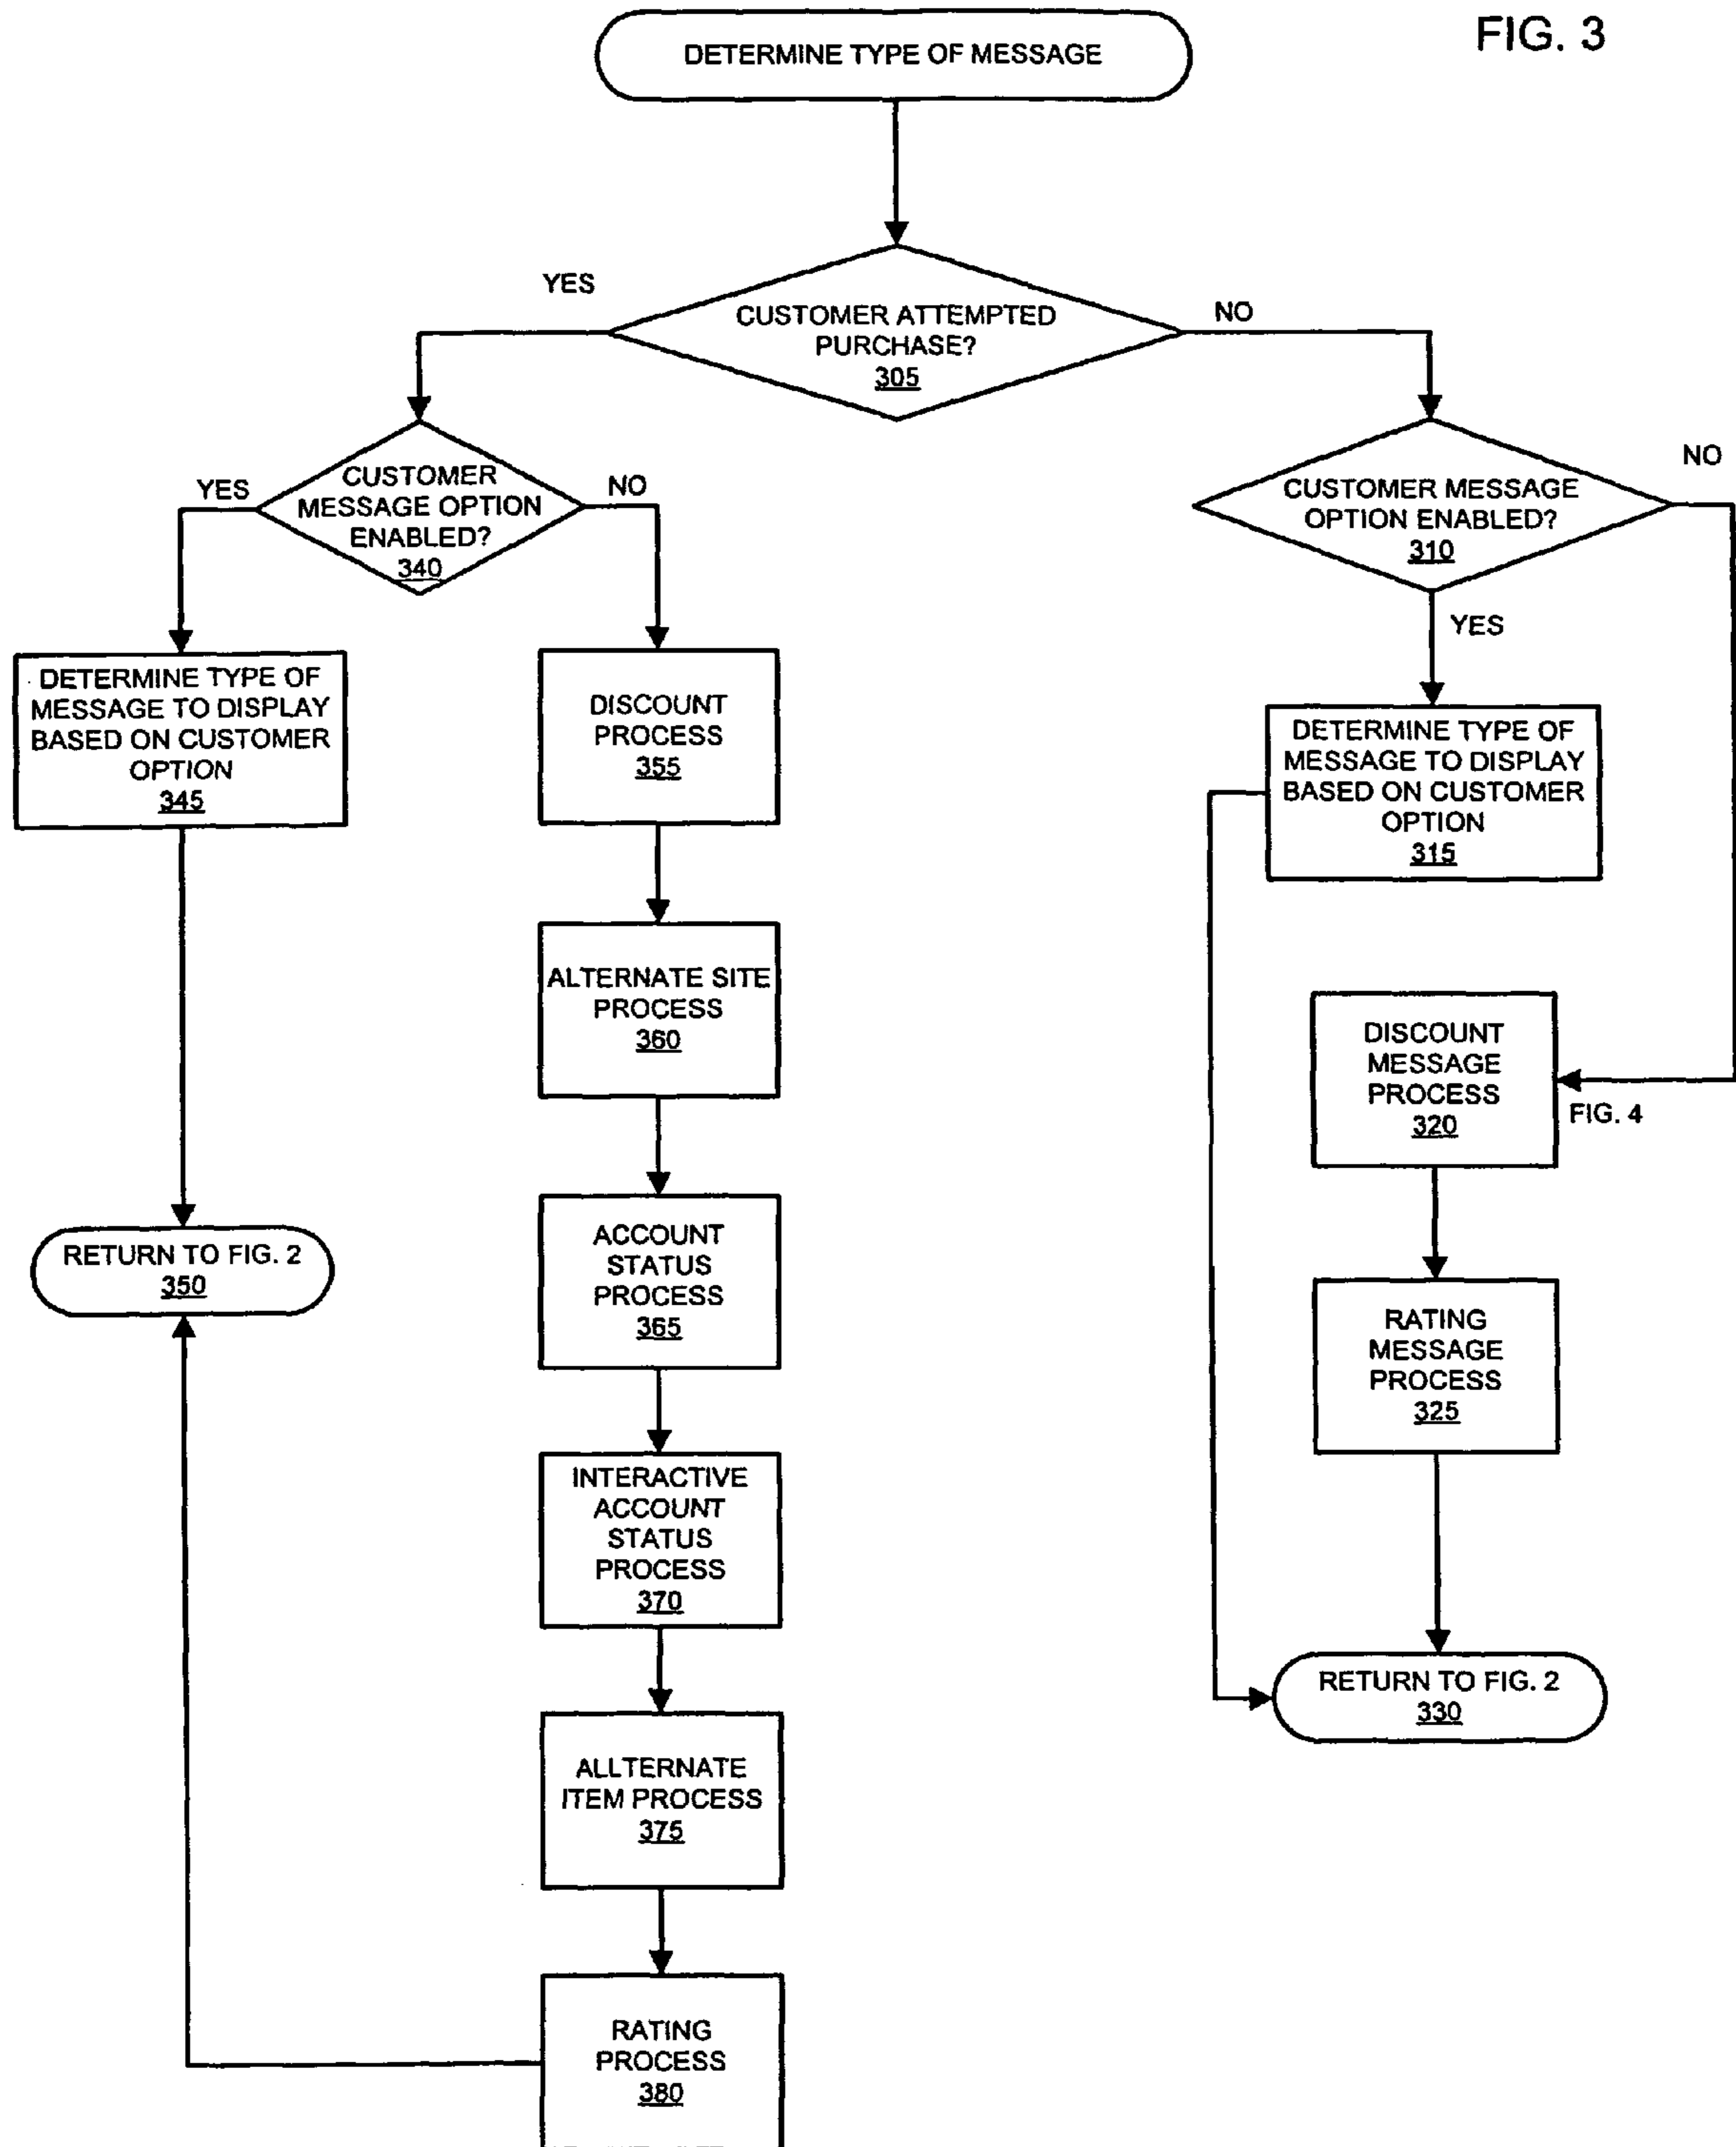 FIG. 3
DETERMINE TYPE OF MESSAGE
YES
CUSTOMER ATTEMPTED
PURCHASE?
305
NO
YES
CUSTOMER
MESSAGE OPTION
ENABLED?
340
NO
CUSTOMER MESSAGE
OPTION ENABLED?
310
NO
YES
DETERMINE TYPE OF
MESSAGE TO DISPLAY
BASED ON CUSTOMER
OPTION
345
DISCOUNT
PROCESS
355
DETERMINE TYPE OF
MESSAGE TO DISPLAY
BASED ON CUSTOMER
OPTION
315
ALTERNATE SITE
PROCESS
360
DISCOUNT
MESSAGE
PROCESS
320
FIG. 4
RETURN TO FIG. 2
350
ACCOUNT
STATUS
PROCESS
365
RATING
MESSAGE
PROCESS
325
INTERACTIVE
ACCOUNT
STATUS
PROCESS
370
RETURN TO FIG. 2
330
ALLTERNATE
ITEM PROCESS
375
RATING
PROCESS
380